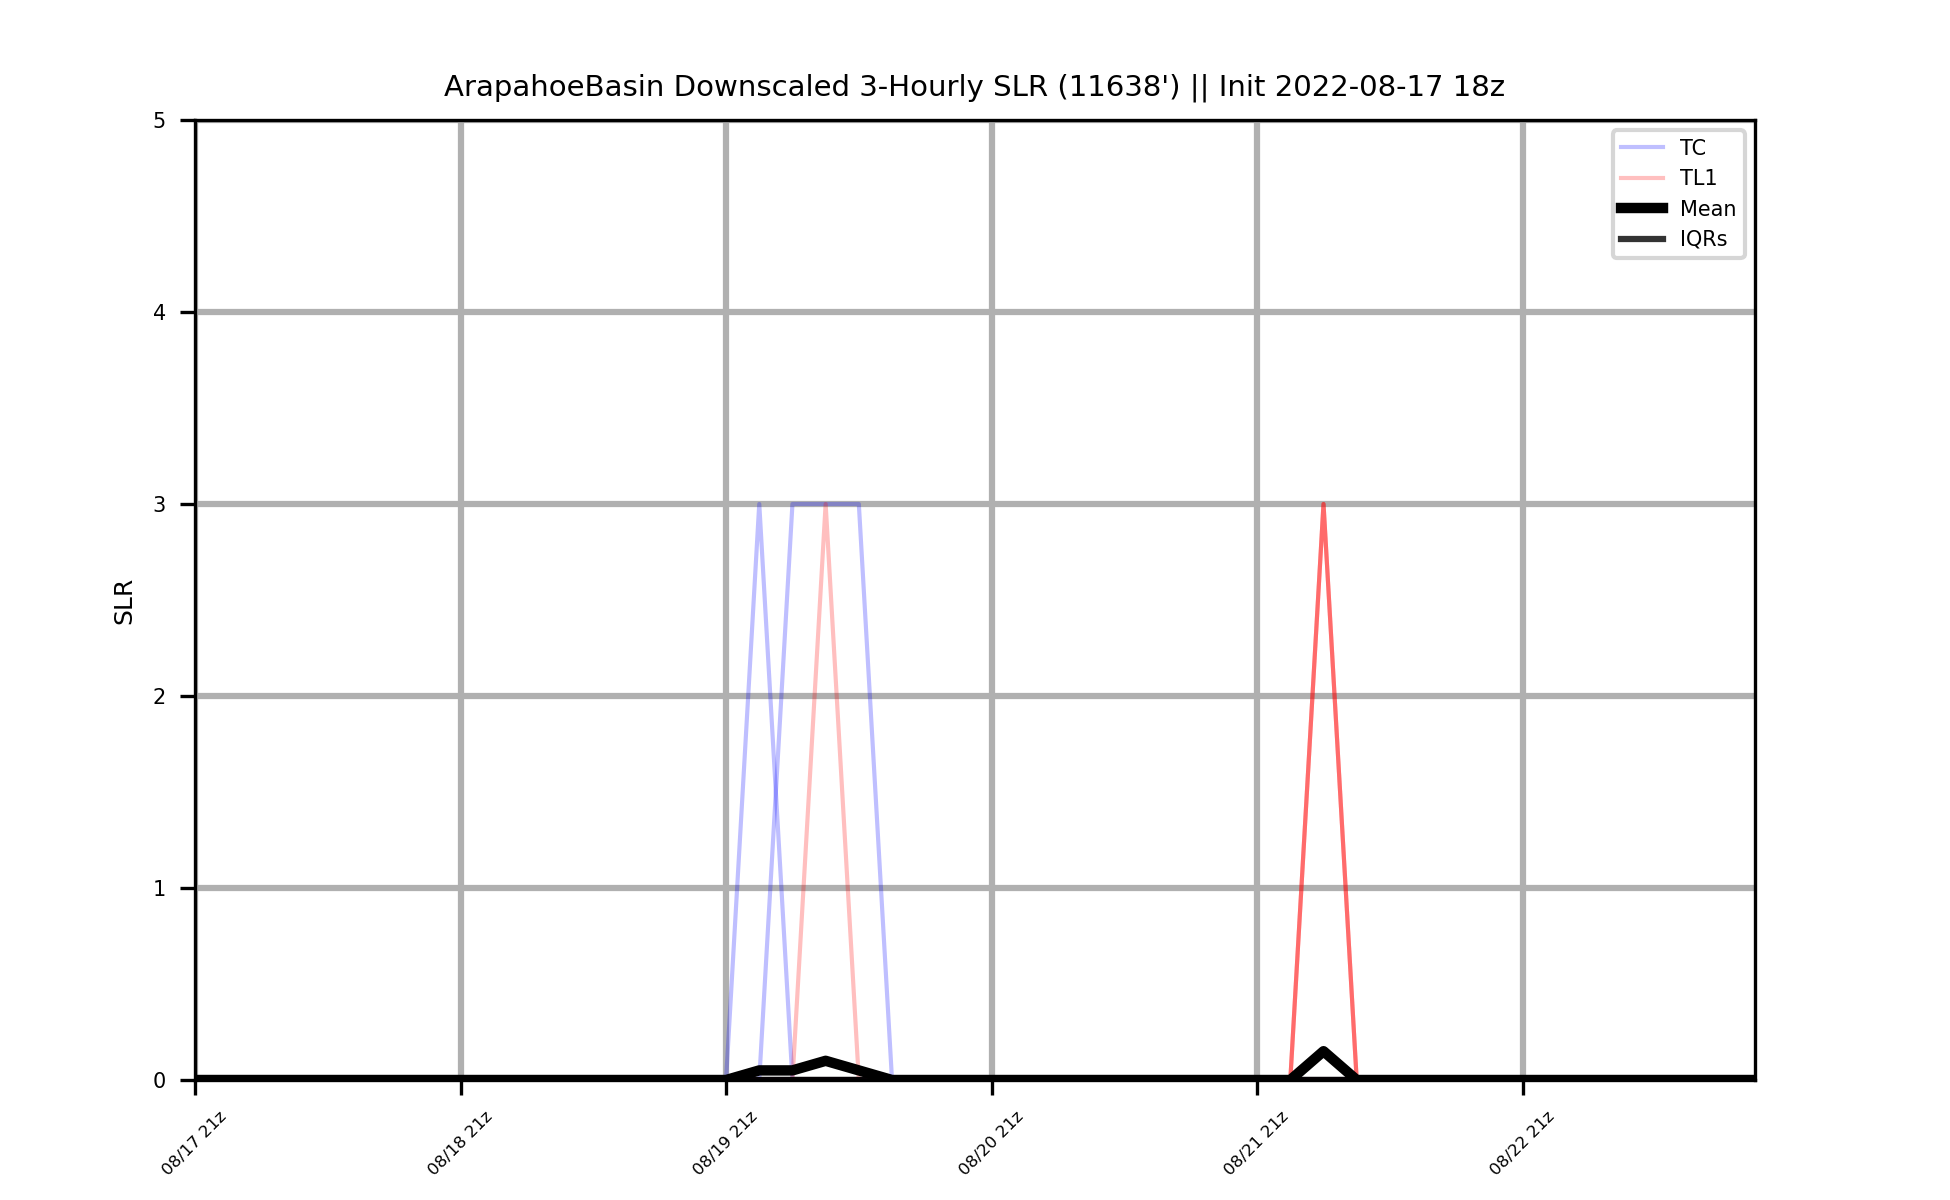 ArapahoeBasin Downscaled 3-Hourly SLR (11638') || Init 2022-08-17 18z
5
4
3
2
1
0
SLR
TC
TL1
Mean
IQRs
08/17 21z
08/18 21z
08/19 21z
08/20 21z
08/21 21z
08/22 21z